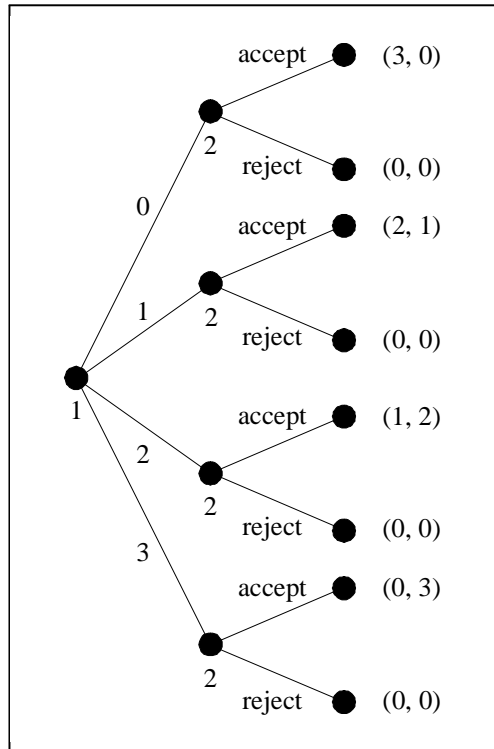 accept (3, 0)
2
reject (0, 0)
0
accept (2, 1)
1
2
reject (0, 0)
1
accept (1, 2)
2
2
reject (0, 0)
3
accept (0, 3)
2
reject (0, 0)